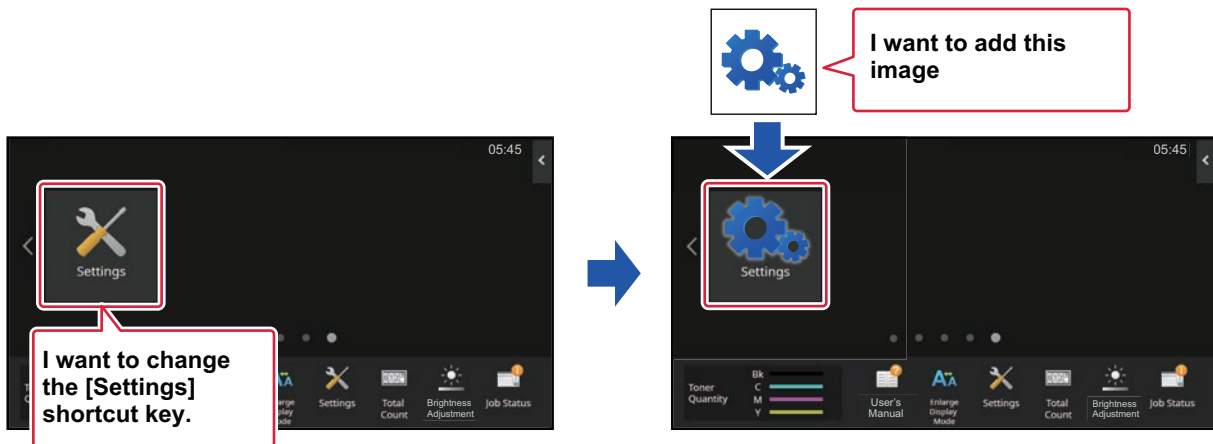 I want to add this
image
05:45
Settings
I want to change
the [Settings]
shortcut key.
Settings
Total
Count
Brightness
Adjustment
Job Status
05:45
Settings
Toner
Quantity
Bk
C
M
Y
User's
Manual
Enlarge
Display
Mode
Settings
Total
Count
Brightness
Adjustment
Job Status